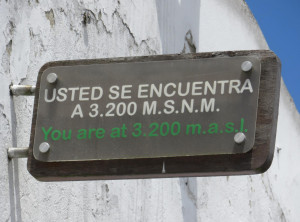 USTED SE ENCUENTRA
A 3.200 M.S.N.M.
You are at 3.200 m.a.s.l.